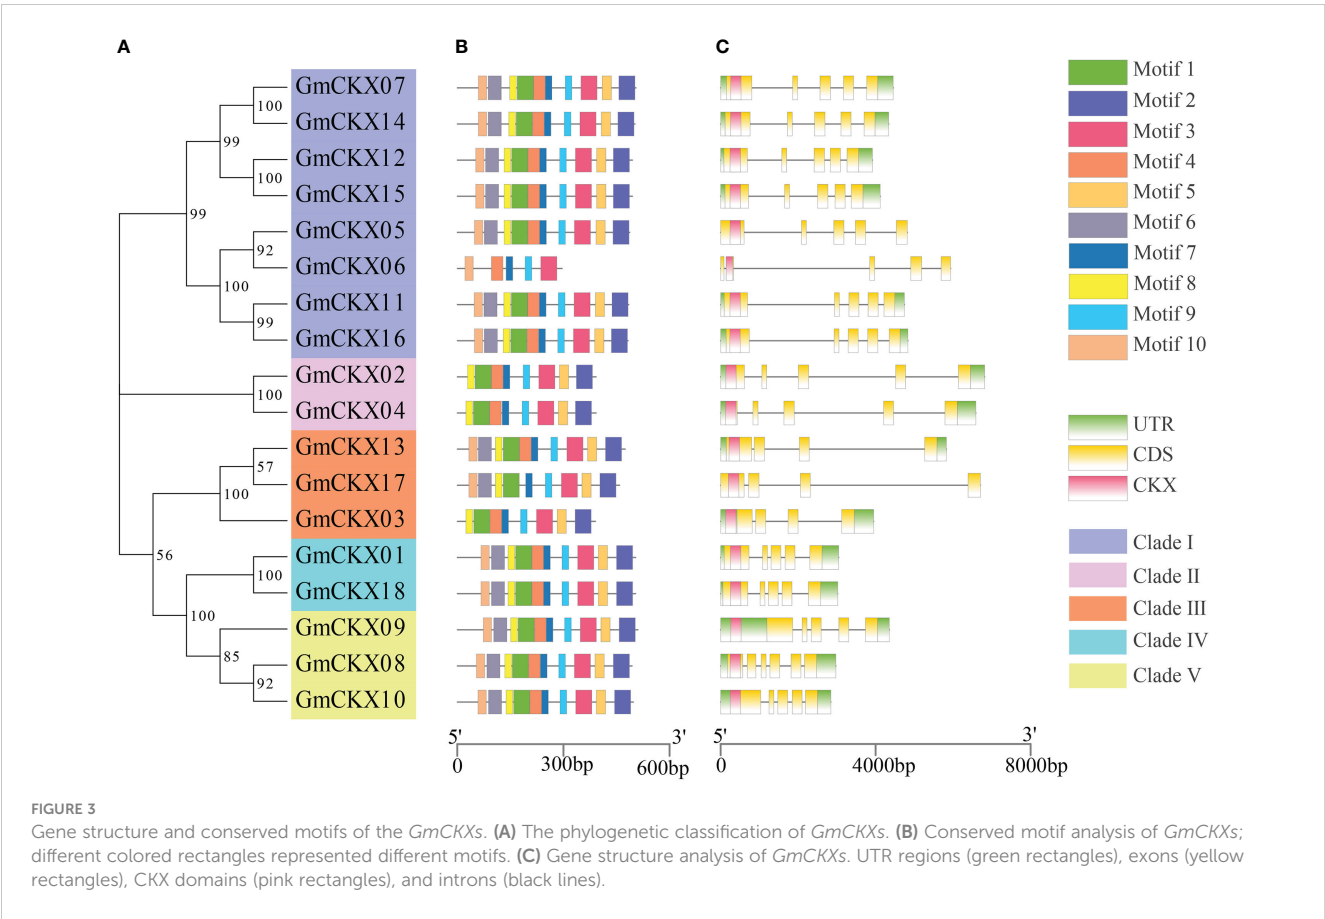 A
B
C
GmCKX07
GmCKX14
GmCKX12
GmCKX15
GmCKX05
GmCKX06
GmCKX11
GmCKX16
GmCKX02
GmCKX04
GmCKX13
GmCKX17
GmCKX03
GmCKX01
GmCKX18
GmCKX09
GmCKX08
GmCKX10
100
99
100
99
92
100
99
100
57
100
56
100
100
85
92
5' 3'
0 300bp 600bp
5' 3'
0 4000bp 8000bp
Motif 1
Motif 2
Motif 3
Motif 4
Motif 5
Motif 6
Motif 7
Motif 8
Motif 9
Motif 10
UTR
CDS
CKX
Clade I
Clade II
Clade III
Clade IV
Clade V
FIGURE 3
Gene structure and conserved motifs of the GmCKXs. (A) The phylogenetic classification of GmCKXs. (B) Conserved motif analysis of GmCKXs;
different colored rectangles represented different motifs. (C) Gene structure analysis of GmCKXs. UTR regions (green rectangles), exons (yellow
rectangles), CKX domains (pink rectangles), and introns (black lines).